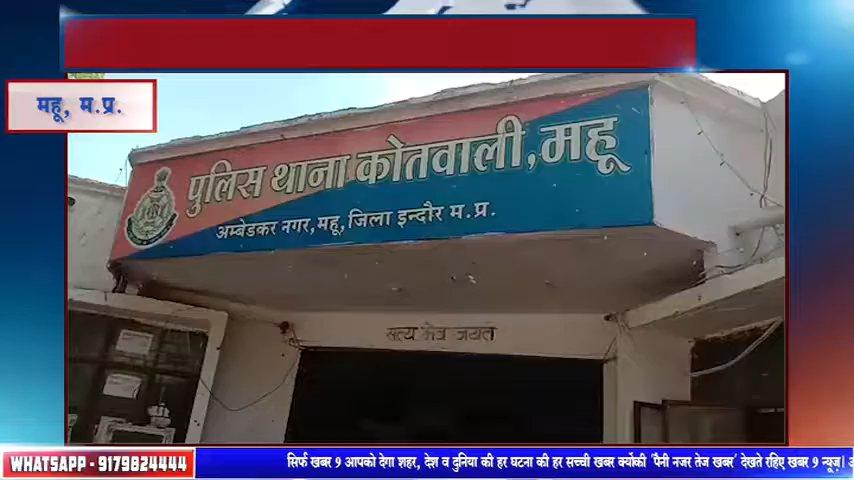 महू, म.प्र.
पुलिस थाना कोतवाली, महू
अम्बेडकर नगर, महू, जिला इन्दौर म.प्र.
सत्य मेव जयते
WHATSAPP - 9179824444
सिर्फ खबर 9 आपको देगा शहर, देश व दुनिया की हर घटना की हर सच्ची खबर क्योंकी 'पैनी नजर तेज खबर' देखते रहिए खबर 9 न्यूज़।